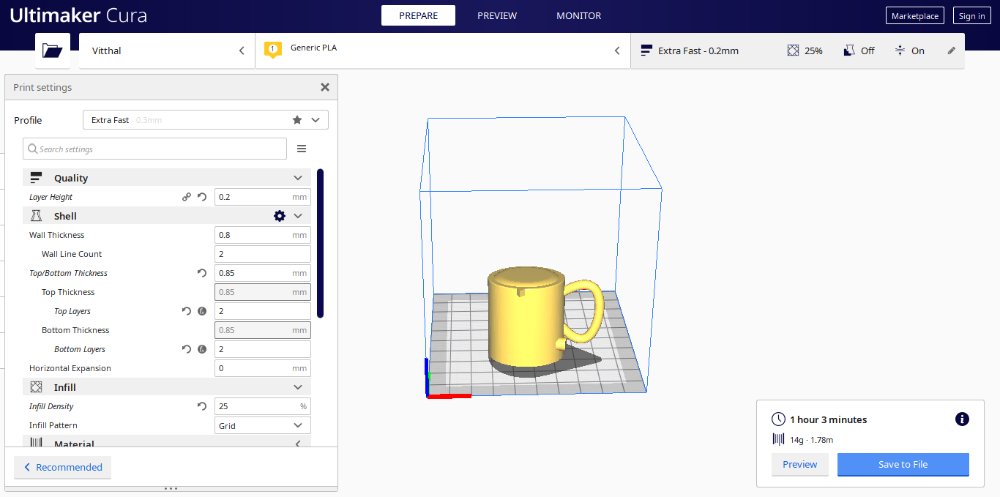 Ultimaker Cura
PREPARE PREVIEW MONITOR
Marketplace Sign in
Vitthal
1 Generic PLA
Extra Fast - 0.2mm 25% Off On
Print settings
Profile Extra Fast - 0.3mm
Search settings
Quality
Layer Height 0.2 mm
Shell
Wall Thickness 0.8 mm
Wall Line Count 2
Top/Bottom Thickness 0.85 mm
Top Thickness 0.85 mm
Top Layers 2
Bottom Thickness 0.85 mm
Bottom Layers 2
Horizontal Expansion 0 mm
Infill
Infill Density 25 %
Infill Pattern Grid
Material
Recommended
1 hour 3 minutes
14g · 1.78m
Preview Save to File